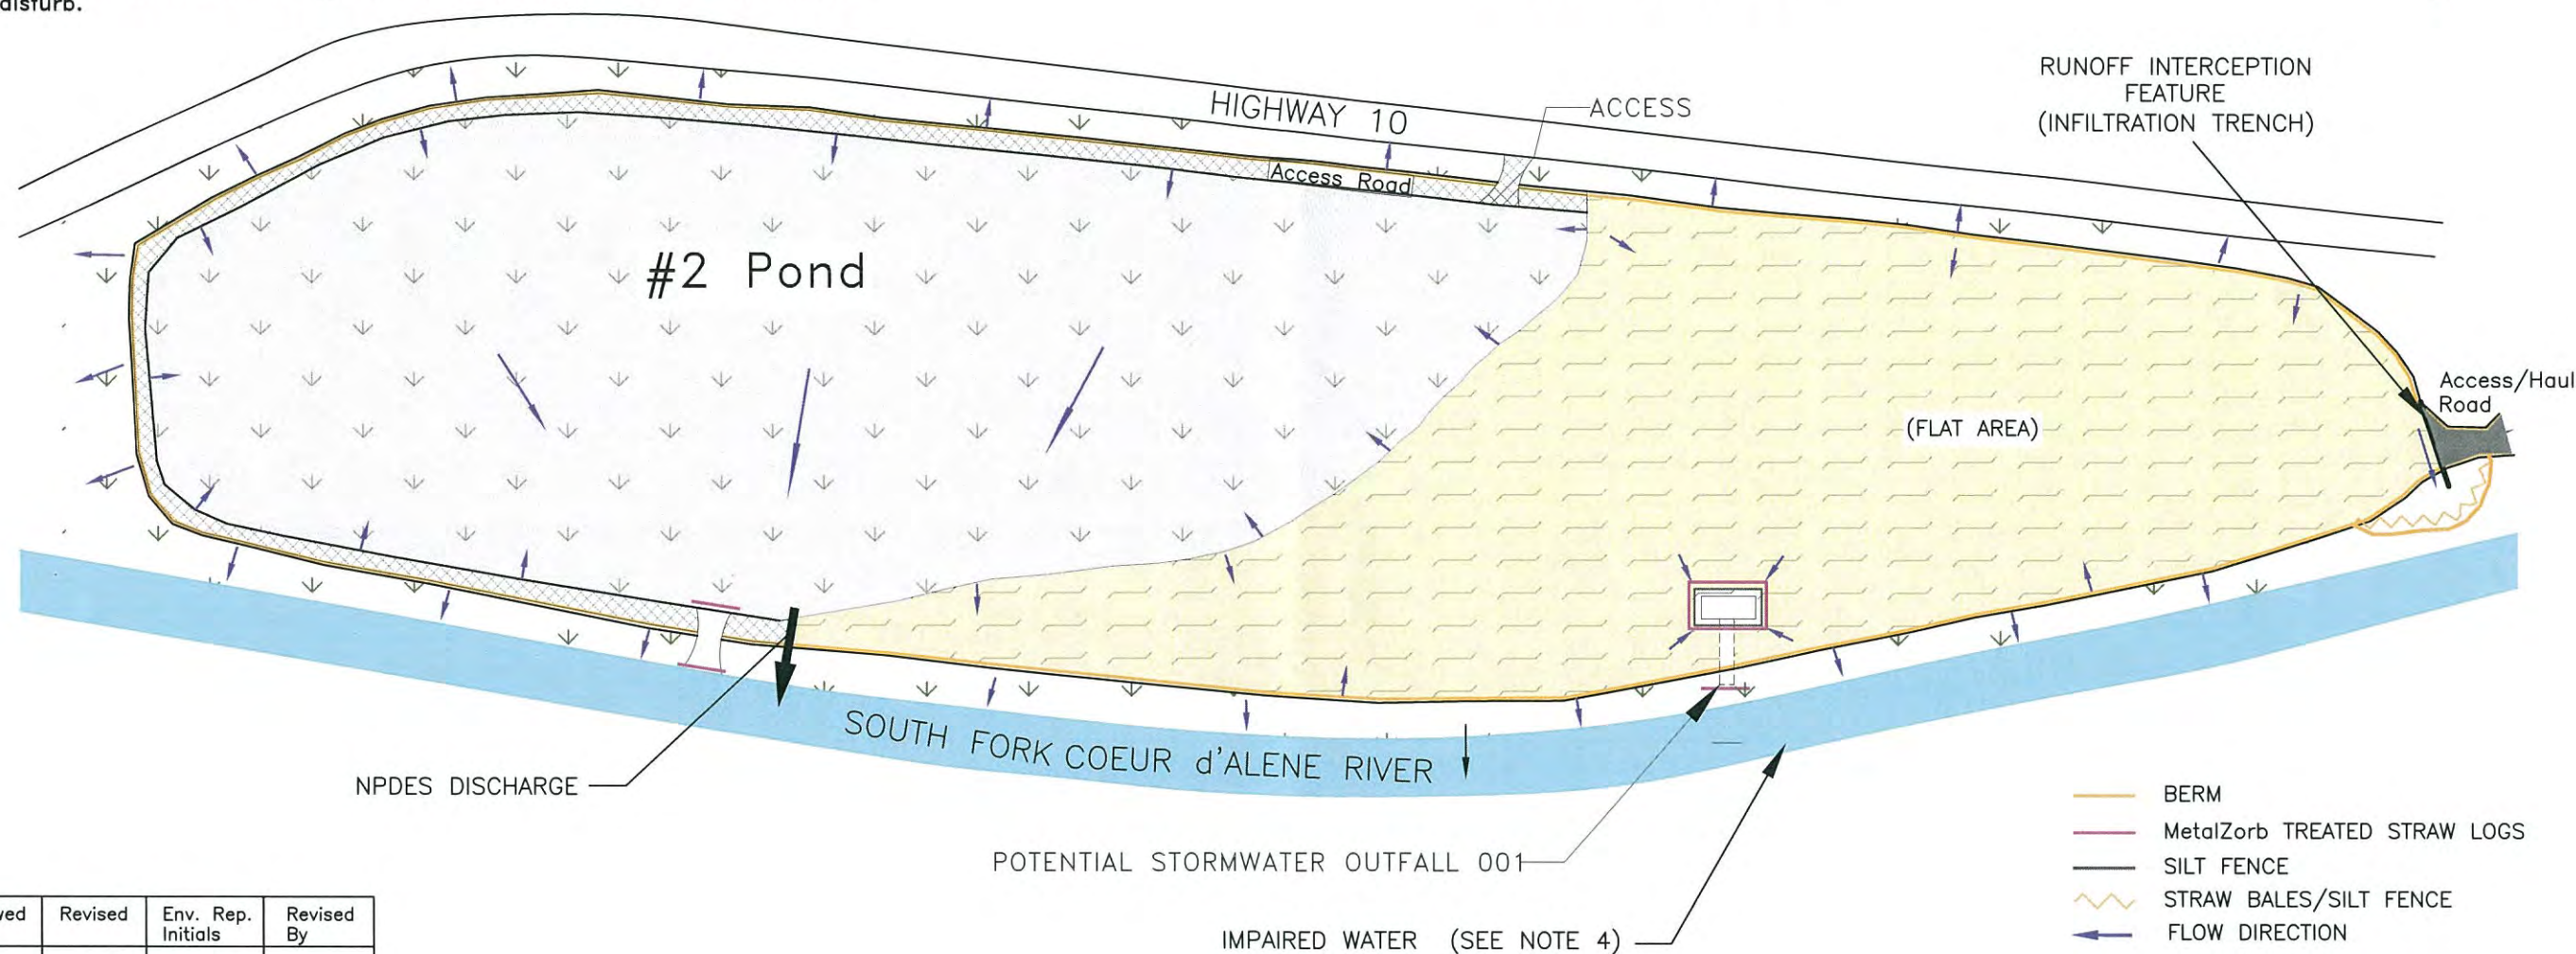 disturb.
RUNOFF INTERCEPTION
FEATURE
(INFILTRATION TRENCH)
HIGHWAY 10
ACCESS
Access Road
#2 Pond
Access/Haul
Road
(FLAT AREA)
SOUTH FORK COEUR d'ALENE RIVER
NPDES DISCHARGE
POTENTIAL STORMWATER OUTFALL 001
IMPAIRED WATER (SEE NOTE 4)
BERM
MetalZorb TREATED STRAW LOGS
SILT FENCE
STRAW BALES/SILT FENCE
FLOW DIRECTION
Revised
Env. Rep.
Initials
Revised
By